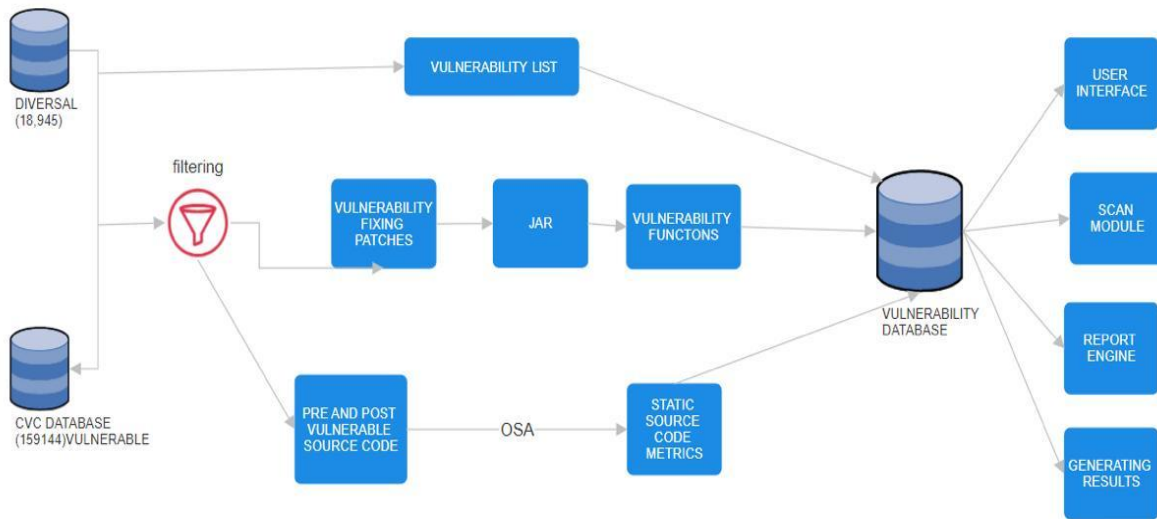 DIVERSAL
(18,945)
VULNERABILITY LIST
USER
INTERFACE
filtering
VULNERABILITY
FIXING
PATCHES
JAR
VULNERABILITY
FUNCTONS
SCAN
MODULE
VULNERABILITY
DATABASE
REPORT
ENGINE
CVC DATABASE
(159144)VULNERABLE
PRE AND POST
VULNERABLE
SOURCE CODE
OSA
STATIC
SOURCE
CODE
METRICS
GENERATING
RESULTS